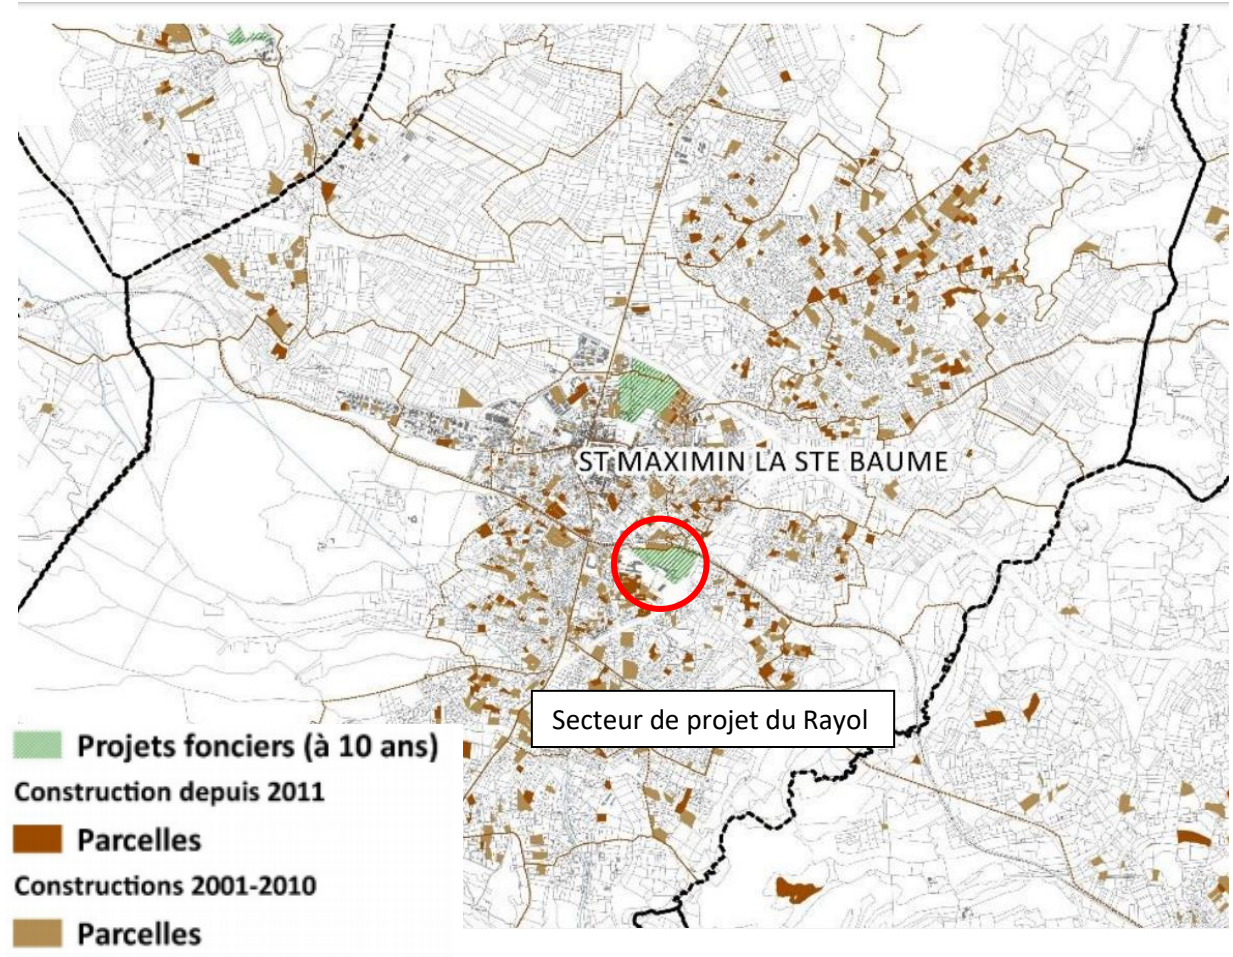 ST MAXIMIN LA STE BAUME
Secteur de projet du Rayol
Projets fonciers (à 10 ans)
Construction depuis 2011
Parcelles
Constructions 2001-2010
Parcelles